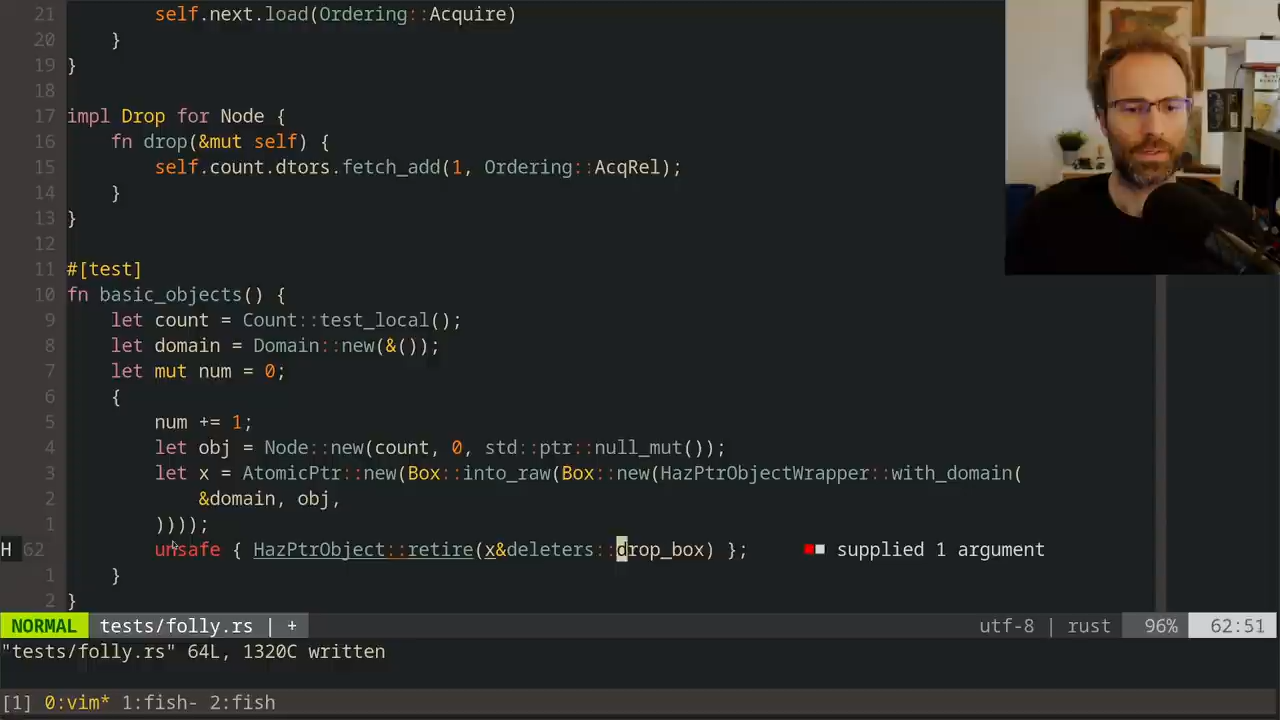 21 self.next.load(Ordering::Acquire)
20 }
19 }
18
17 impl Drop for Node {
16 fn drop(&mut self) {
15 self.count.dtors.fetch_add(1, Ordering::AcqRel);
14 }
13 }
12
11 #[test]
10 fn basic_objects() {
9 let count = Count::test_local();
8 let domain = Domain::new(&());
7 let mut num = 0;
6 {
5 num += 1;
4 let obj = Node::new(count, 0, std::ptr::null_mut());
3 let x = AtomicPtr::new(Box::into_raw(Box::new(HazPtrObjectWrapper::with_domain(
2 &domain, obj,
1 ))));
H 62 unsafe { HazPtrObject::retire(x&deleters::drop_box) }; supplied 1 argument
1 }
2 }
NORMAL tests/folly.rs | + utf-8 | rust 96% 62:51
"tests/folly.rs" 64L, 1320C written
[1] 0:vim* 1:fish- 2:fish